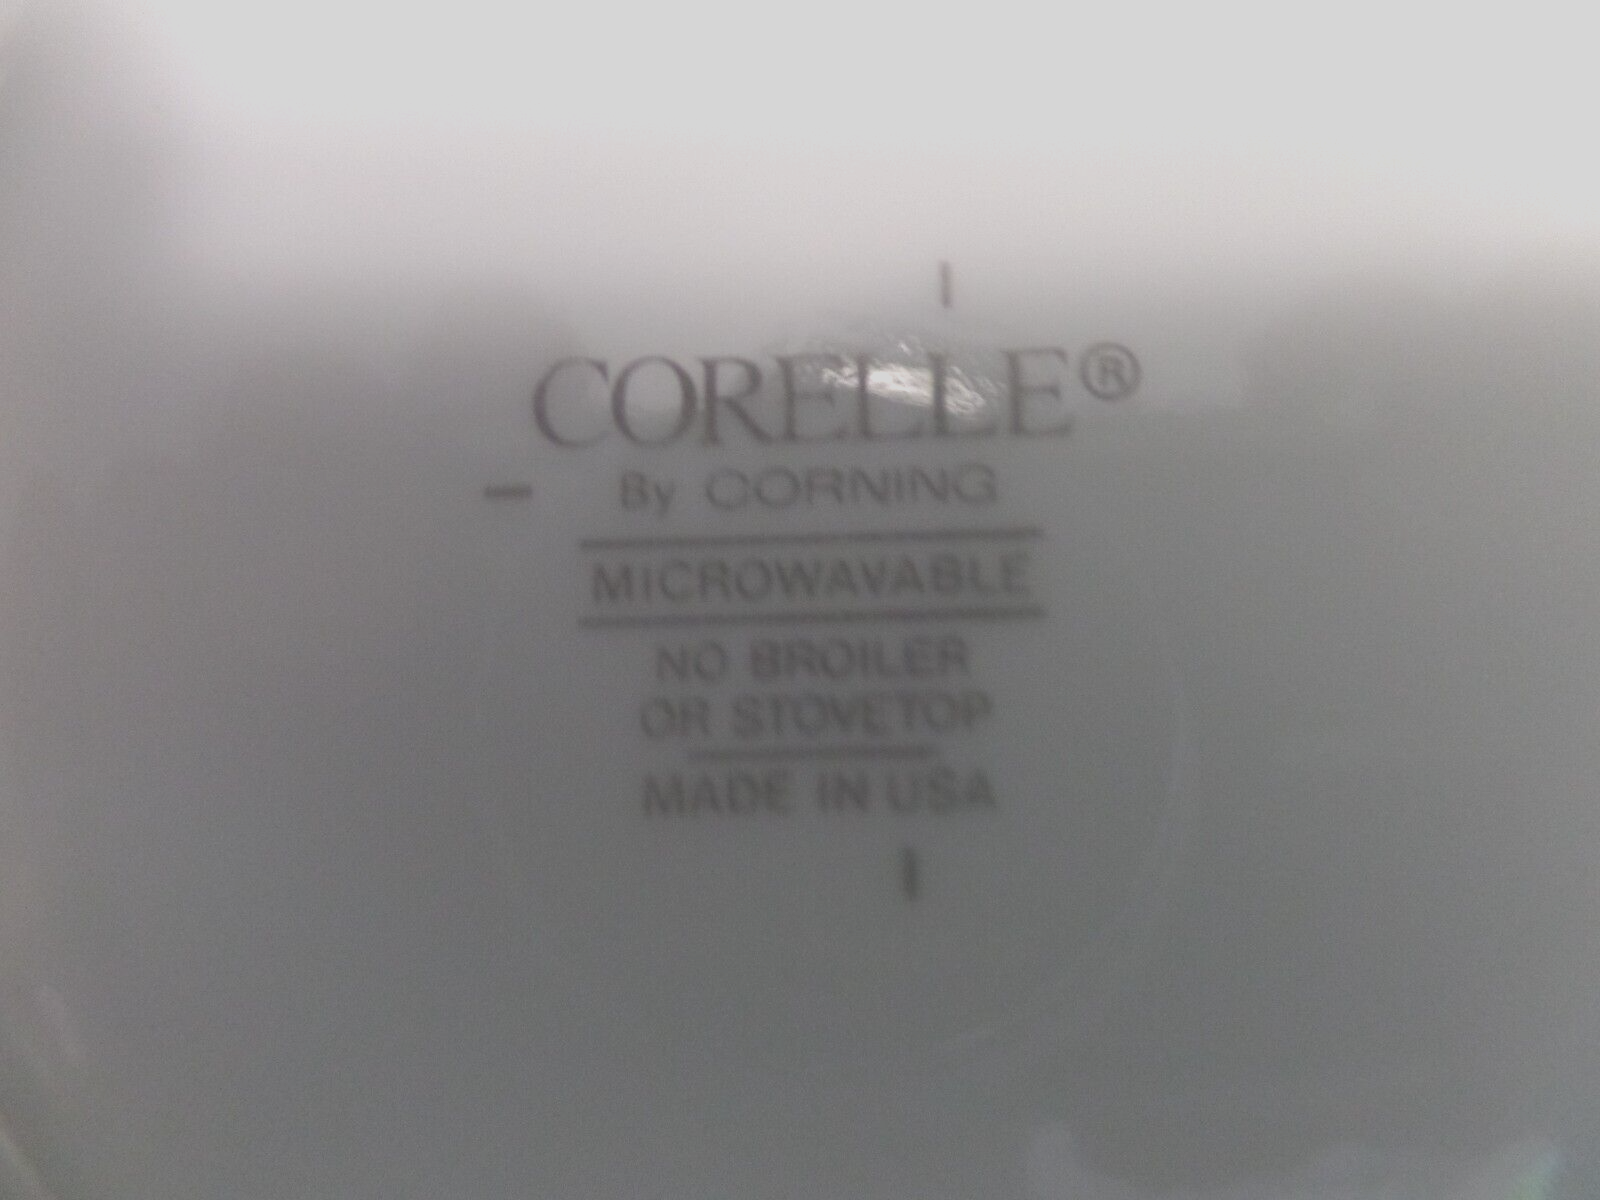 CORELLE®
By CORNING
MICROWAVABLE
NO BROILER
OR STOVETOP
MADE IN USA